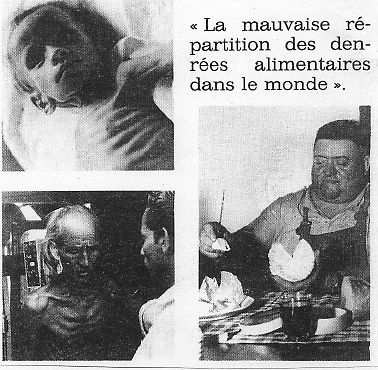 « La mauvaise ré-
partition des den-
rées alimentaires
dans le monde ».